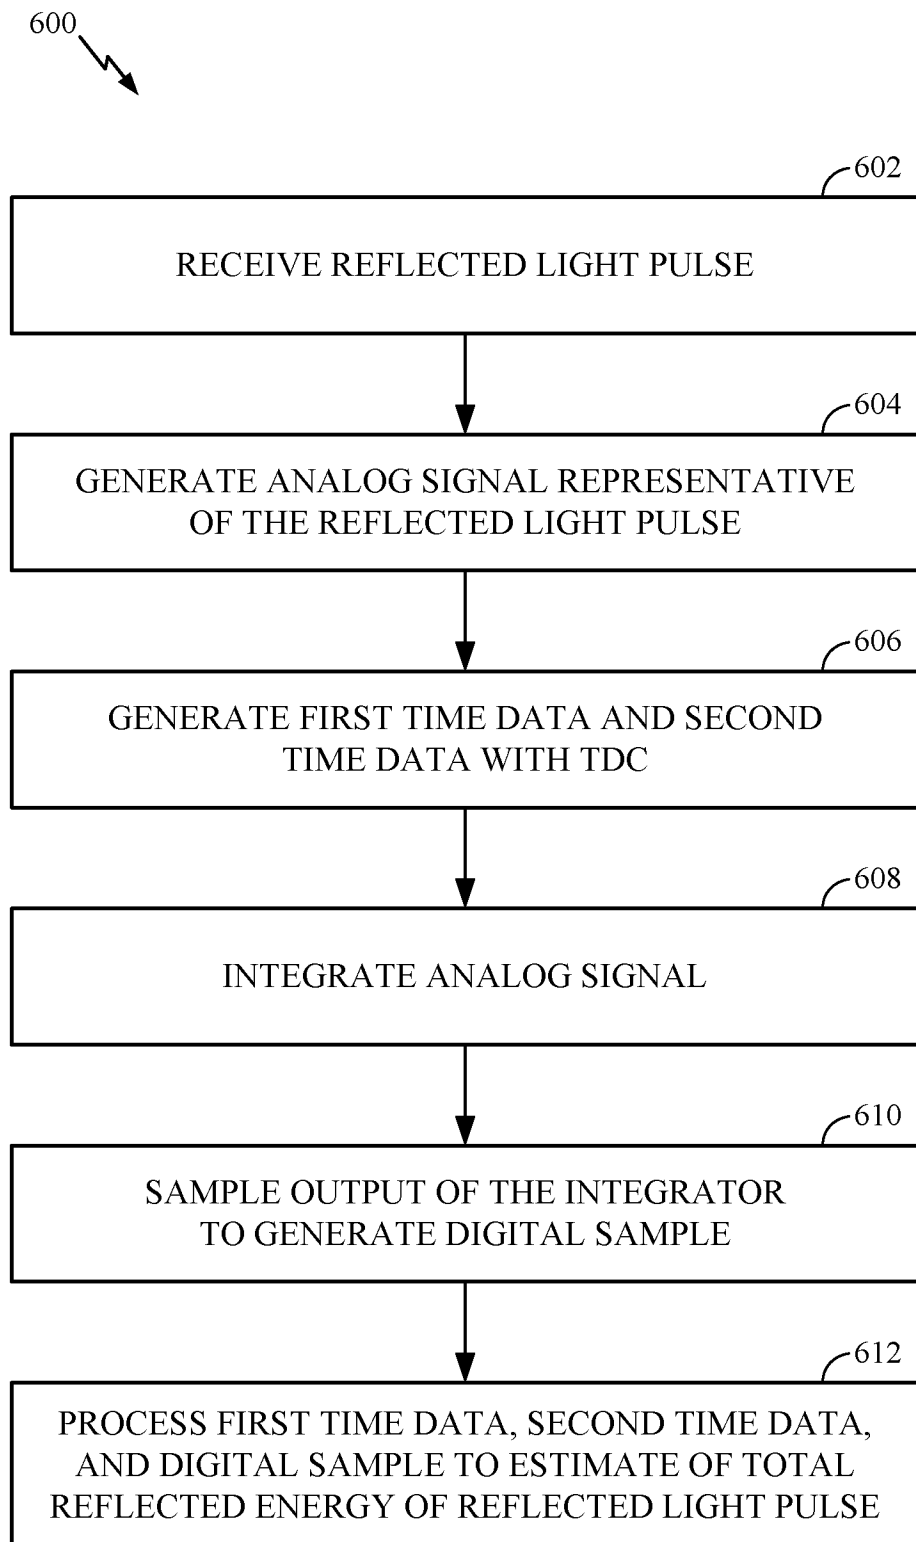 600
602
RECEIVE REFLECTED LIGHT PULSE
604
GENERATE ANALOG SIGNAL REPRESENTATIVE
OF THE REFLECTED LIGHT PULSE
606
GENERATE FIRST TIME DATA AND SECOND
TIME DATA WITH TDC
608
INTEGRATE ANALOG SIGNAL
610
SAMPLE OUTPUT OF THE INTEGRATOR
TO GENERATE DIGITAL SAMPLE
612
PROCESS FIRST TIME DATA, SECOND TIME DATA,
AND DIGITAL SAMPLE TO ESTIMATE OF TOTAL
REFLECTED ENERGY OF REFLECTED LIGHT PULSE